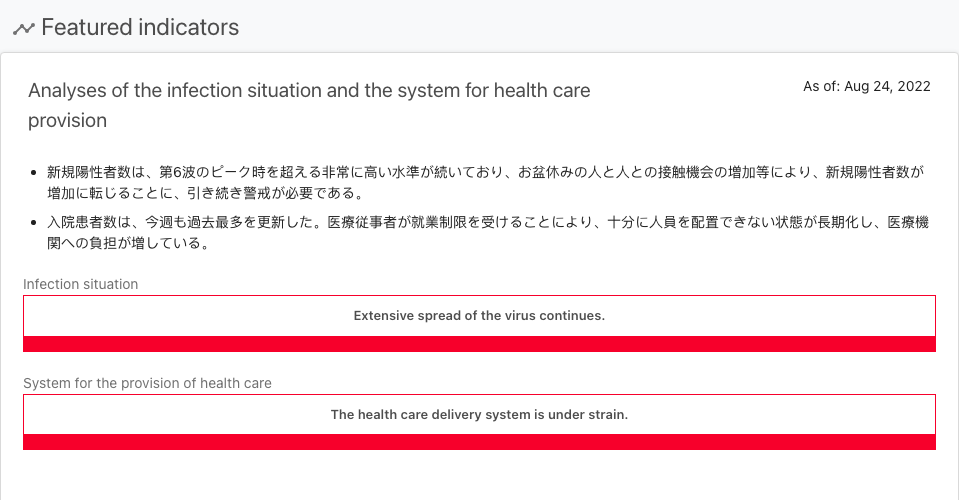 Featured indicators
Analyses of the infection situation and the system for health care
provision
As of: Aug 24, 2022
• 新規陽性者数は、第6波のピーク時を超える非常に高い水準が続いており、お盆休みの人と人との接触機会の増加等により、新規陽性者数が
増加に転じることに、引き続き警戒が必要である。
• 入院患者数は、今週も過去最多を更新した。医療従事者が就業制限を受けることにより、十分に人員を配置できない状態が長期化し、医療機
関への負担が増している。
Infection situation
Extensive spread of the virus continues.
System for the provision of health care
The health care delivery system is under strain.